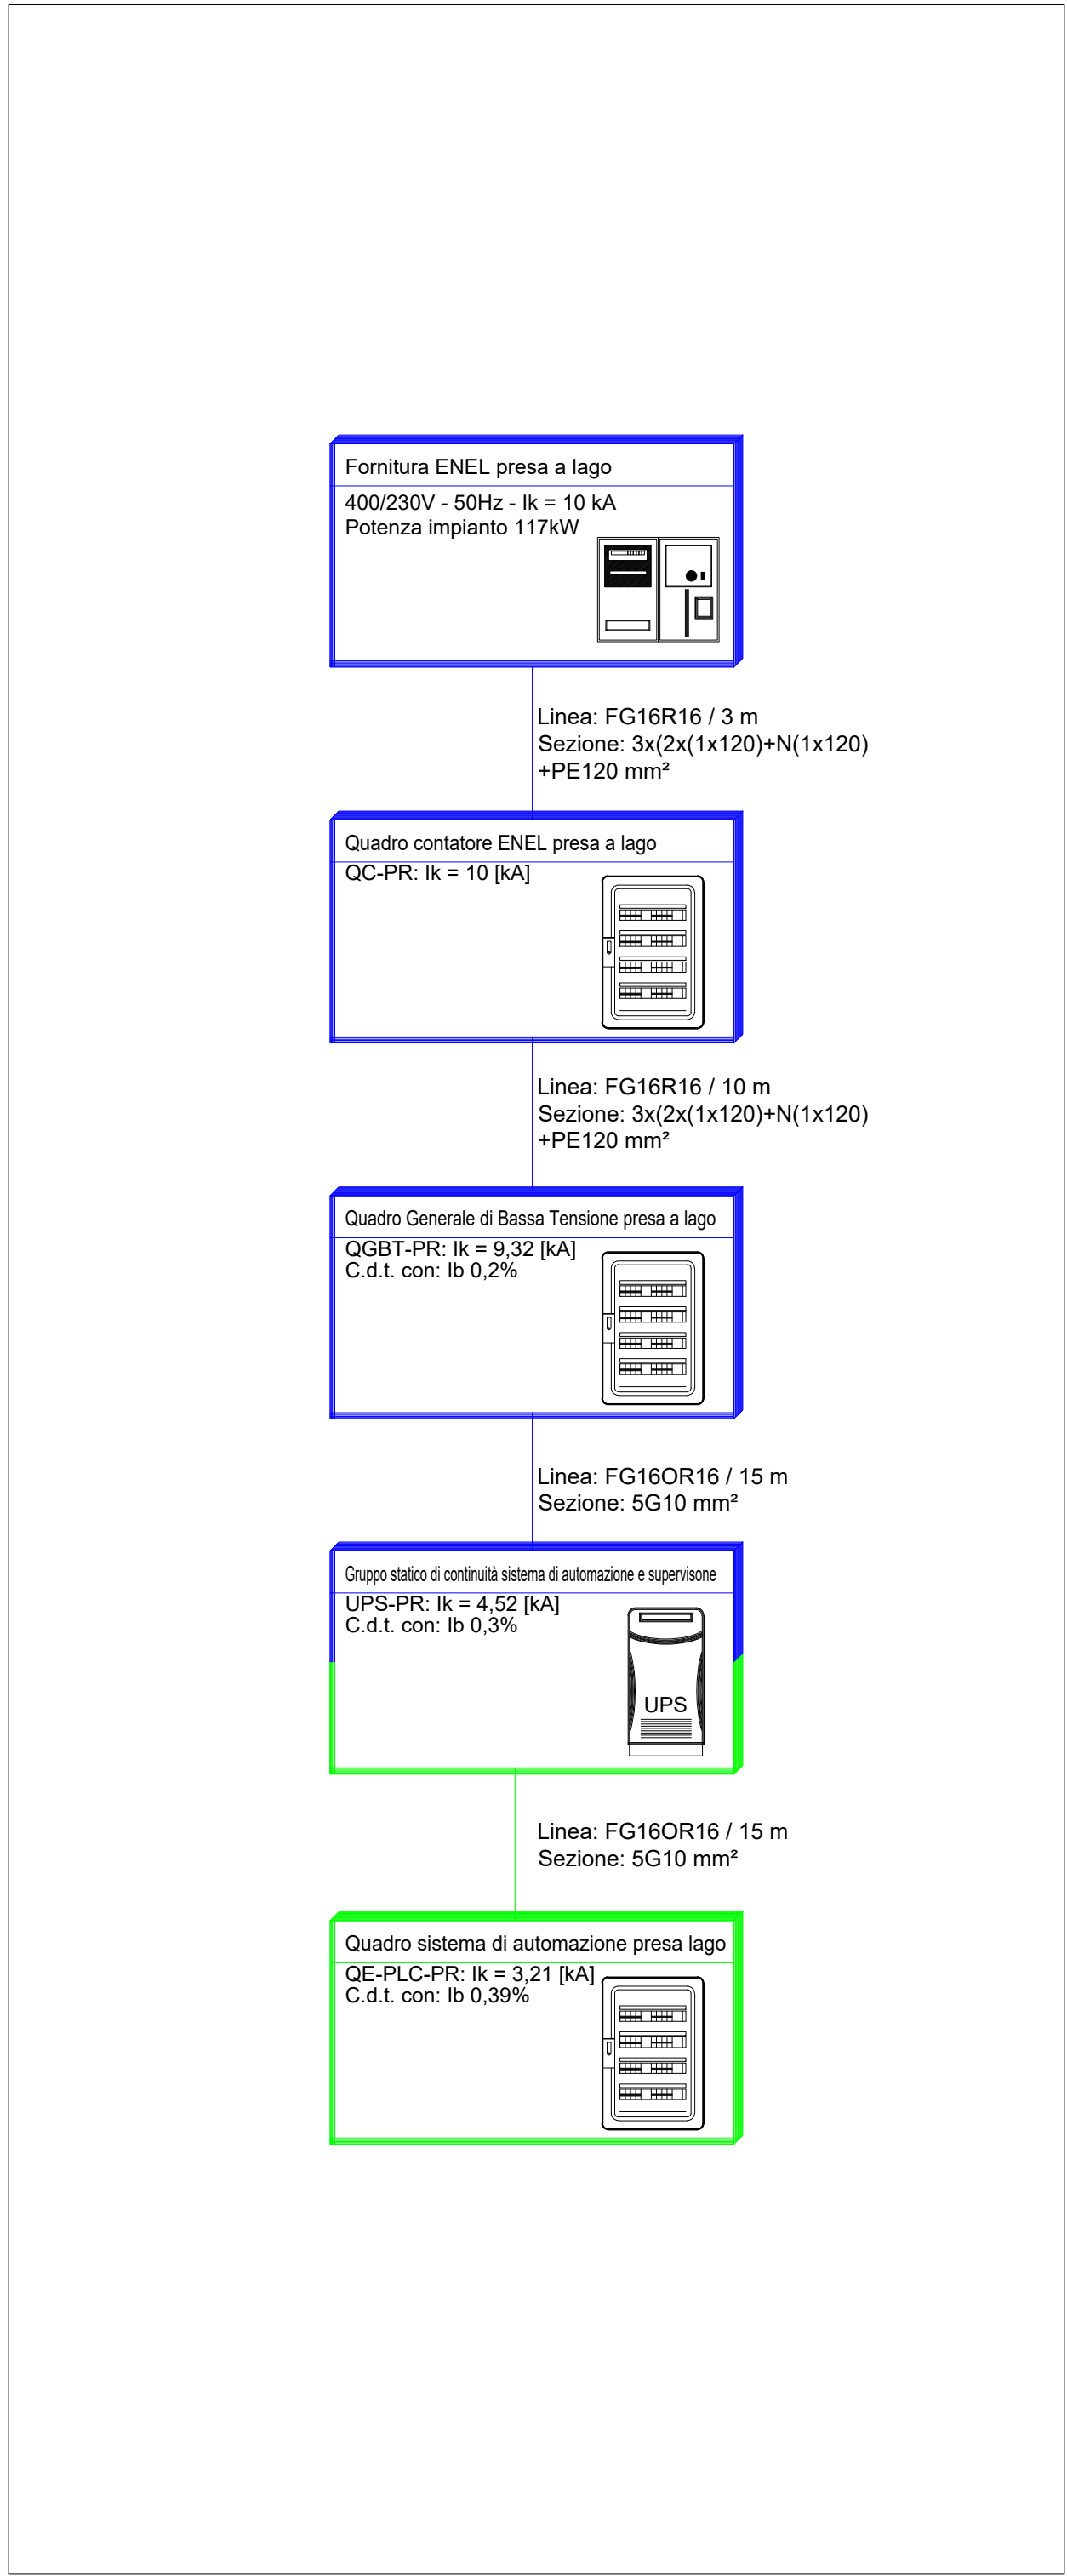 Fornitura ENEL presa a lago
400/230V - 50Hz - Ik = 10 kA
Potenza impianto 117kW
Linea: FG16R16 / 3 m
Sezione: 3x(2x(1x120)+N(1x120)
+PE120 mm²
Quadro contatore ENEL presa a lago
QC-PR: Ik = 10 [kA]
Linea: FG16R16 / 10 m
Sezione: 3x(2x(1x120)+N(1x120)
+PE120 mm²
Quadro Generale di Bassa Tensione presa a lago
QGBT-PR: Ik = 9,32 [kA]
C.d.t. con: Ib 0,2%
Linea: FG16OR16 / 15 m
Sezione: 5G10 mm²
Gruppo statico di continuità sistema di automazione e supervisone
UPS-PR: Ik = 4,52 [kA]
C.d.t. con: Ib 0,3%
UPS
Linea: FG16OR16 / 15 m
Sezione: 5G10 mm²
Quadro sistema di automazione presa lago
QE-PLC-PR: Ik = 3,21 [kA]
C.d.t. con: Ib 0,39%